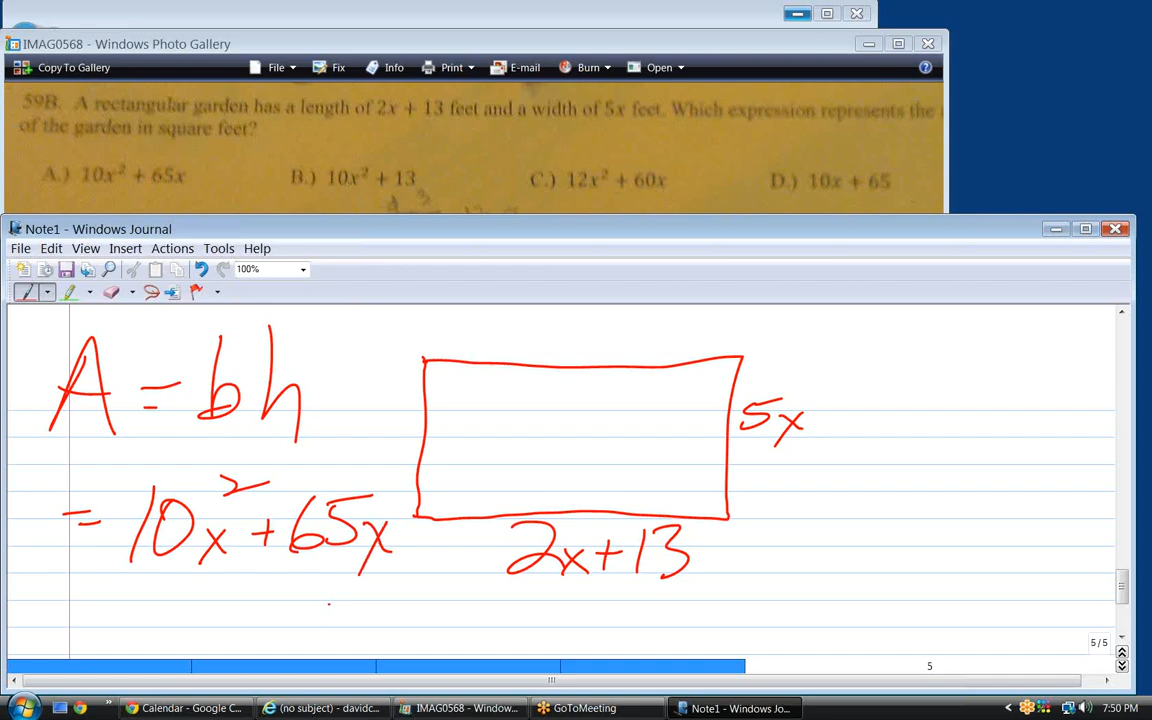 IMAG0568 - Windows Photo Gallery
Copy To Gallery File Fix Info Print E-mail Burn Open
59B. A rectangular garden has a length of 2x + 13 feet and a width of 5x feet. Which expression represents the
of the garden in square feet?
A.) 10x² + 65x B.) 10x² + 13 C.) 12x² + 60x D.) 10x + 65
Note1 - Windows Journal
File Edit View Insert Actions Tools Help
100%
A = bh
5x
= 10x² + 65x
2x + 13
5 / 5
5
Calendar - Google C... (no subject) - davidc... IMAG0568 - Window... GoToMeeting Note1 - Windows Jo... 7:50 PM